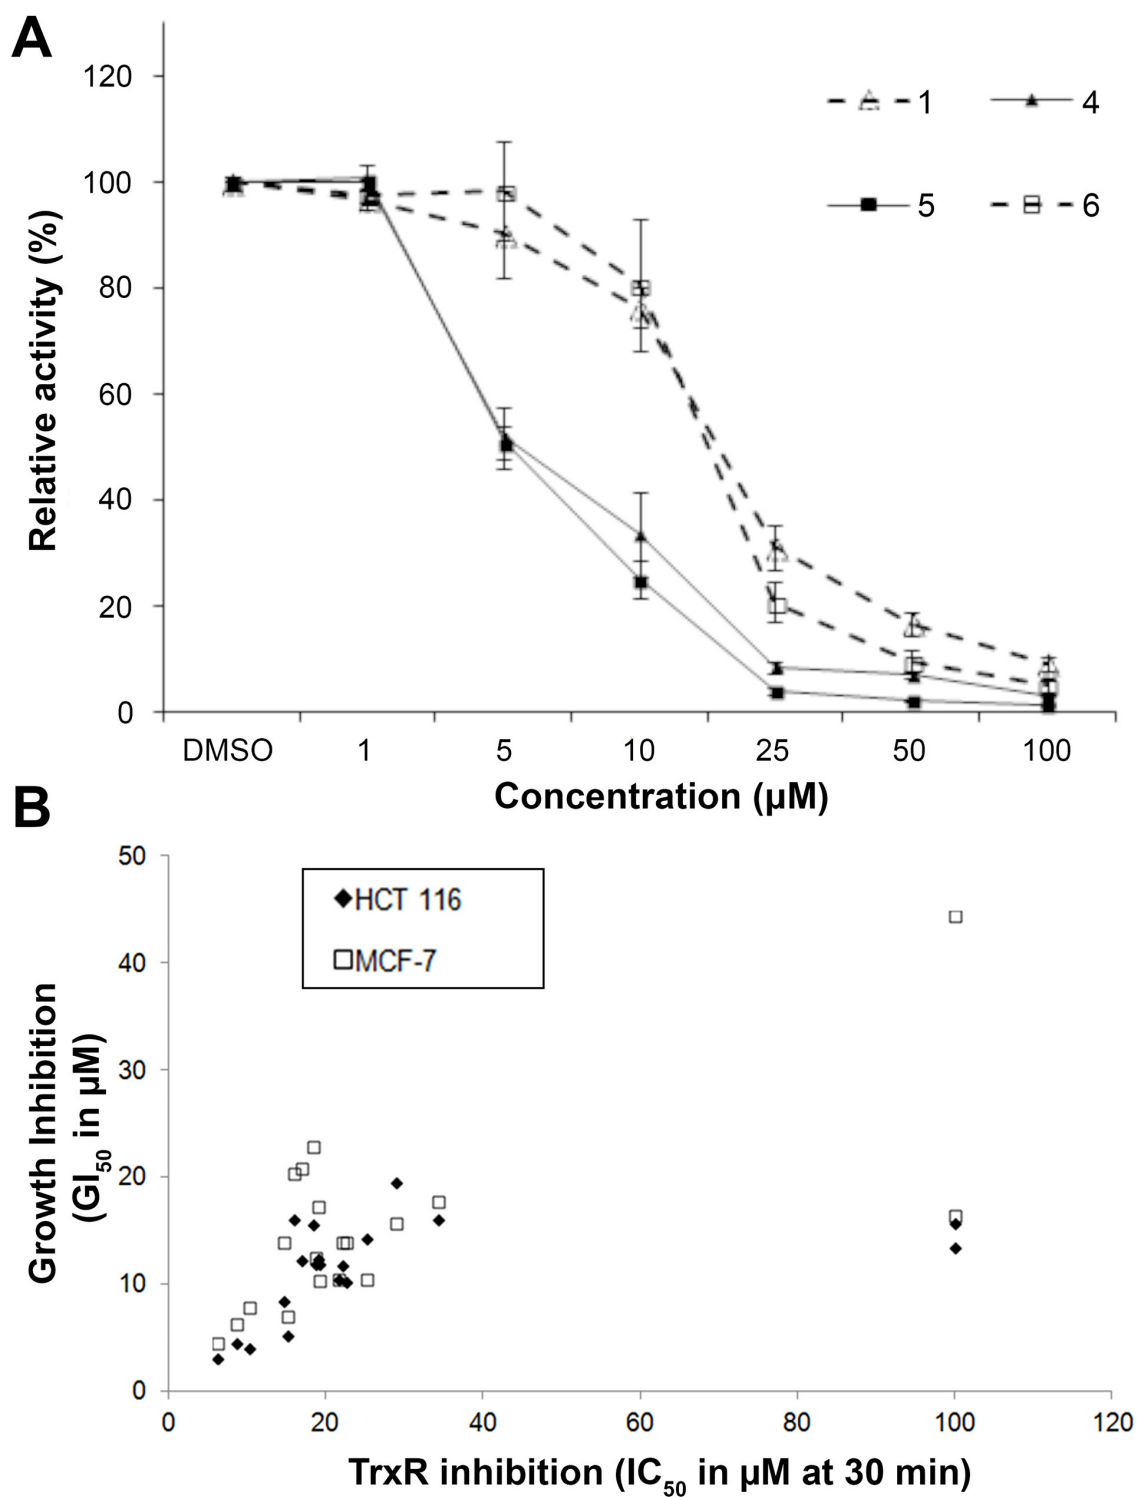 A
120
100
80
60
40
20
0
Relative activity (%)
1
4
5
6
DMSO 1 5 10 25 50 100
Concentration (µM)
B
50
40
30
20
10
0
Growth Inhibition
(GI50 in µM)
HCT 116
MCF-7
0 20 40 60 80 100 120
TrxR inhibition (IC50 in µM at 30 min)